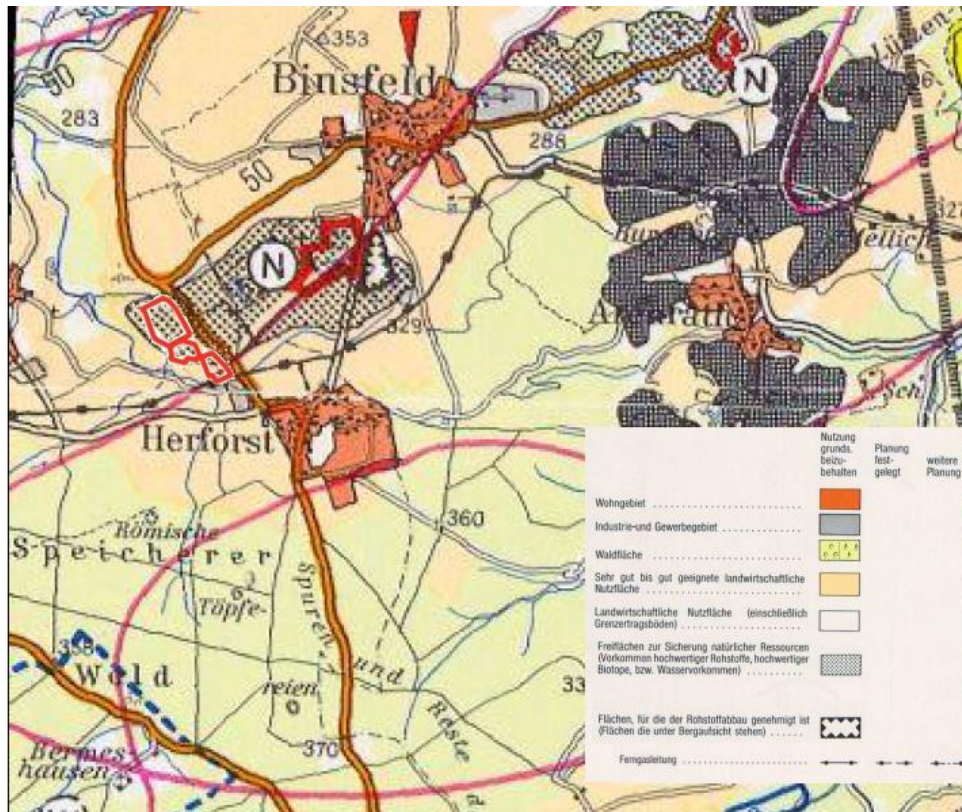 353
50
Binsfeld
283
N
288
50
N
329
Herforst
360
Römische
Speicherer
Töpfe-
Spuren
358
und
Wald
reien
Reste
370
Bermes-
hausen
Nutzung Planung weitere
grunds. fest- Planung
beizu- gelegt
behalten
Wohngebiet
Industrie-und Gewerbegebiet
Waldfläche
Sehr gut bis gut geeignete landwirtschaftliche
Nutzfläche
Landwirtschaftliche Nutzfläche (einschließlich
Grenzertragsböden)
Freiflächen zur Sicherung natürlicher Ressourcen
(Vorkommen hochwertiger Rohstoffe, hochwertiger
Biotope, bzw. Wasservorkommen)
Flächen, für die der Rohstoffabbau genehmigt ist
(Flächen die unter Bergaufsicht stehen)
Ferngasleitung